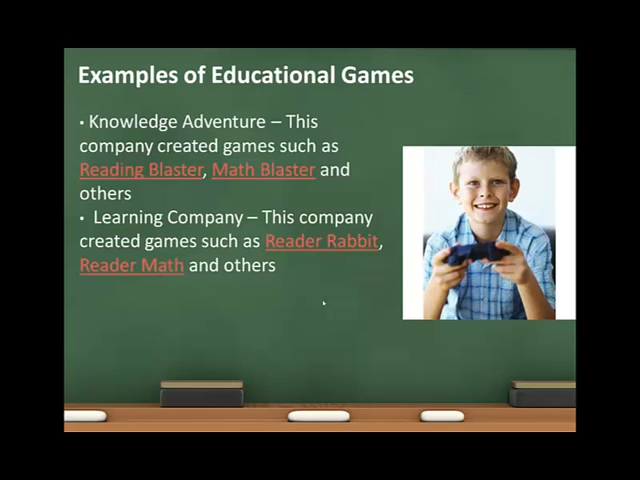 Examples of Educational Games
• Knowledge Adventure – This
company created games such as
Reading Blaster, Math Blaster and
others
• Learning Company – This company
created games such as Reader Rabbit,
Reader Math and others